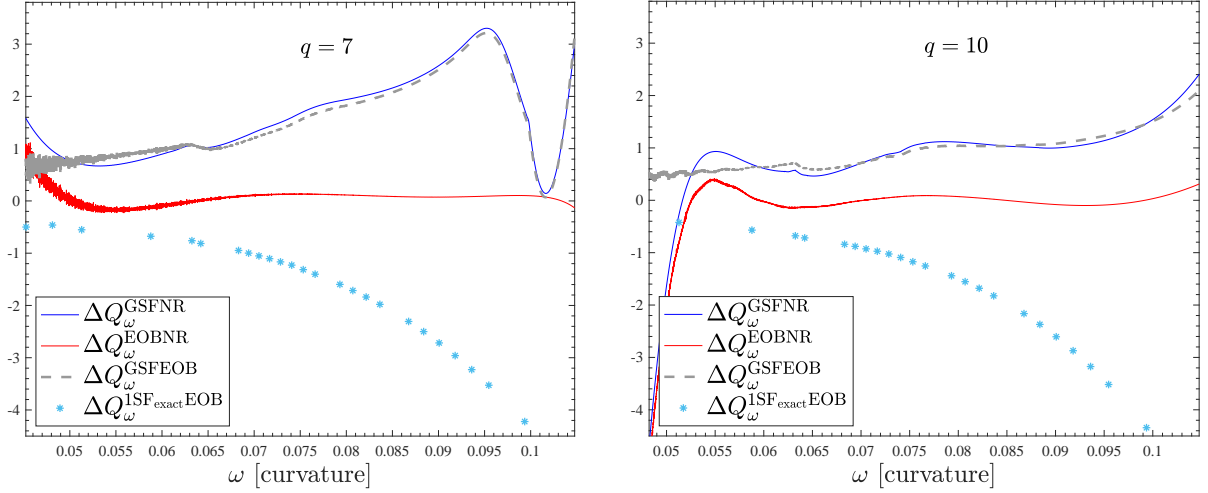 q = 7
3
2
1
0
-1
-2
-3
-4
ΔQ_ω^GSFNR
ΔQ_ω^EOBNR
ΔQ_ω^GSFEOB
ΔQ_ω^1SF_exact EOB
0.05 0.055 0.06 0.065 0.07 0.075 0.08 0.085 0.09 0.095 0.1
ω [curvature]
q = 10
3
2
1
0
-1
-2
-3
-4
ΔQ_ω^GSFNR
ΔQ_ω^EOBNR
ΔQ_ω^GSFEOB
ΔQ_ω^1SF_exact EOB
0.05 0.055 0.06 0.065 0.07 0.075 0.08 0.085 0.09 0.095 0.1
ω [curvature]